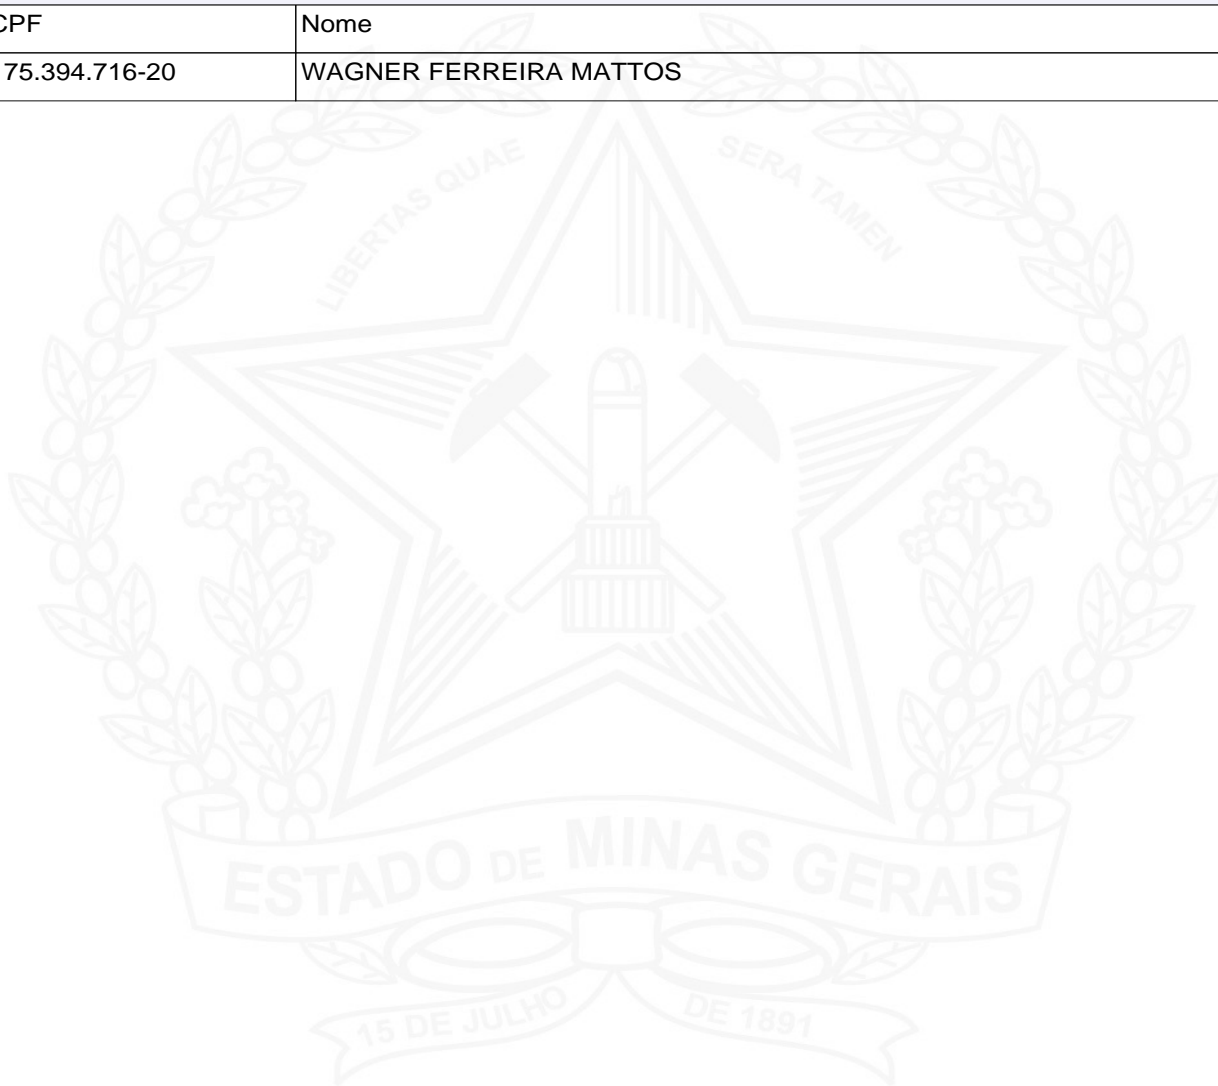 CPF Nome
75.394.716-20 WAGNER FERREIRA MATTOS
LIBERTAS QUAE SERA TAMEN
ESTADO DE MINAS GERAIS
15 DE JULHO DE 1891